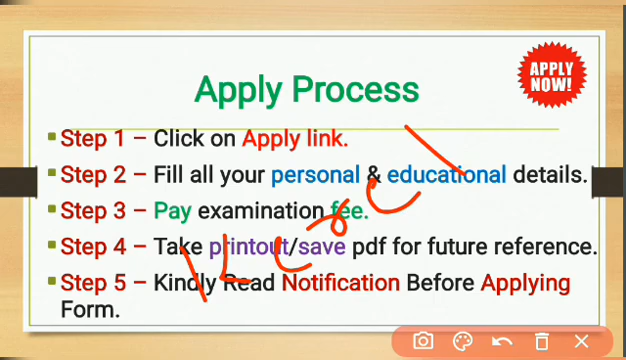 Apply Process
APPLY
NOW!
Step 1 – Click on Apply link.
Step 2 – Fill all your personal & educational details.
Step 3 – Pay examination fee.
Step 4 – Take printout/save pdf for future reference.
Step 5 – Kindly Read Notification Before Applying
Form.